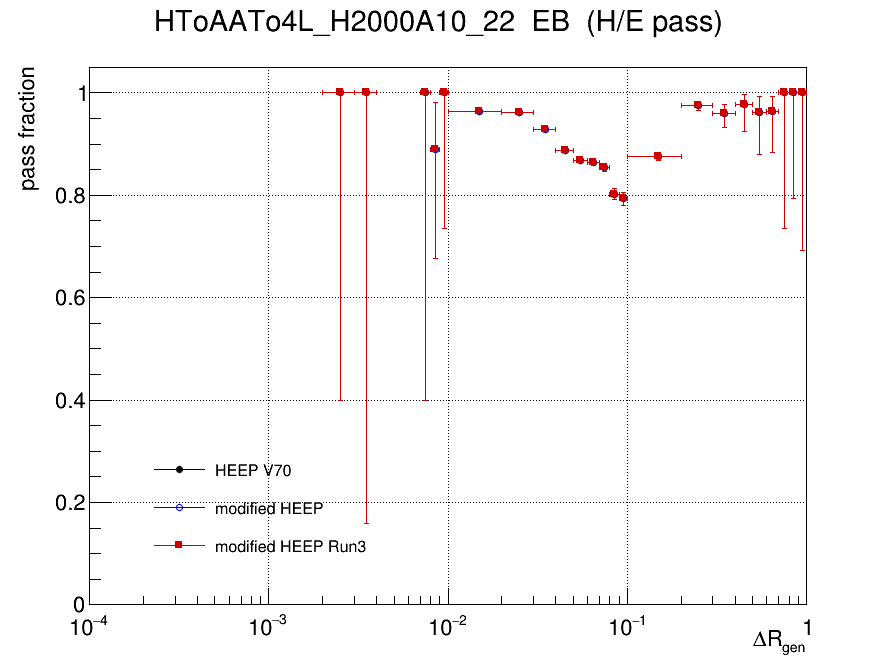 HToAATo4L_H2000A10_22 EB (H/E pass)
pass fraction
1
0.8
0.6
0.4
0.2
0
HEEP V70
modified HEEP
modified HEEP Run3
10⁻⁴ 10⁻³ 10⁻² 10⁻¹ 1
ΔR_gen